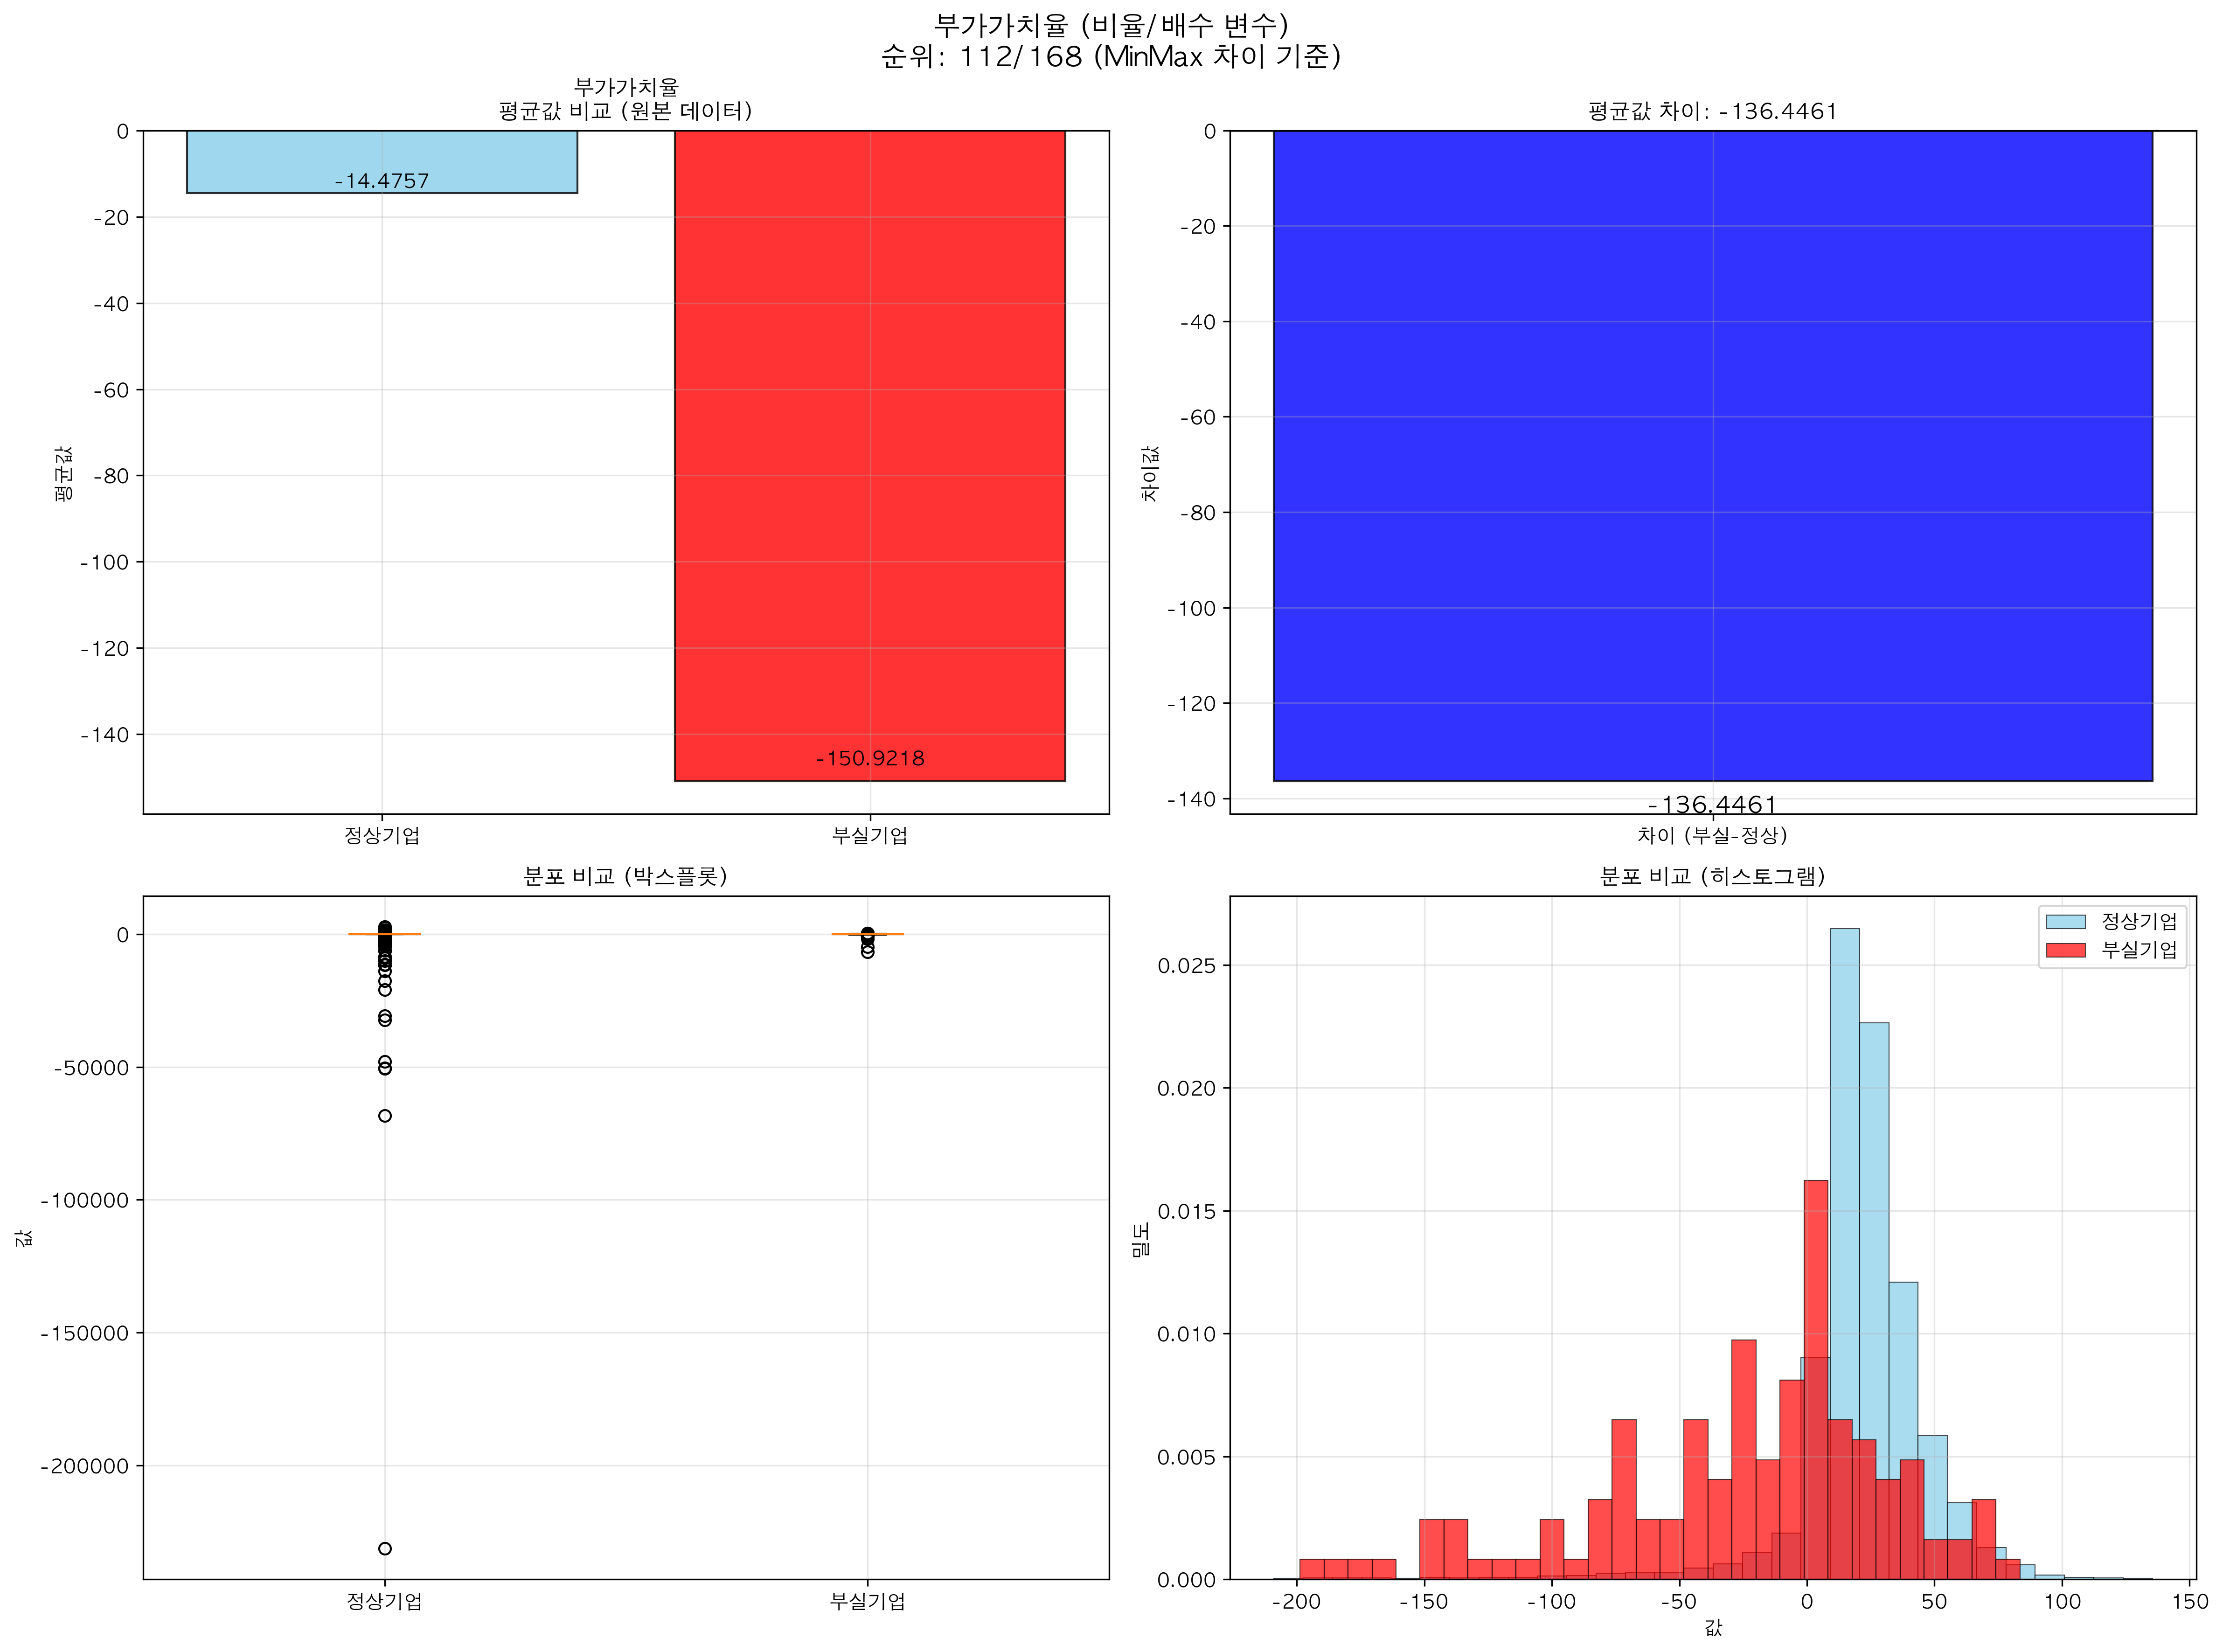 부가가치율 (비율/배수 변수)
순위: 112/168 (MinMax 차이 기준)
부가가치율
평균값 비교 (원본 데이터)
평균값
0
-20
-40
-60
-80
-100
-120
-140
-14.4757
-150.9218
정상기업
부실기업
평균값 차이: -136.4461
차이값
0
-20
-40
-60
-80
-100
-120
-140
-136.4461
차이 (부실-정상)
분포 비교 (박스플롯)
값
0
-50000
-100000
-150000
-200000
정상기업
부실기업
분포 비교 (히스토그램)
정상기업
부실기업
밀도
0.025
0.020
0.015
0.010
0.005
0.000
-200
-150
-100
-50
0
50
100
150
값